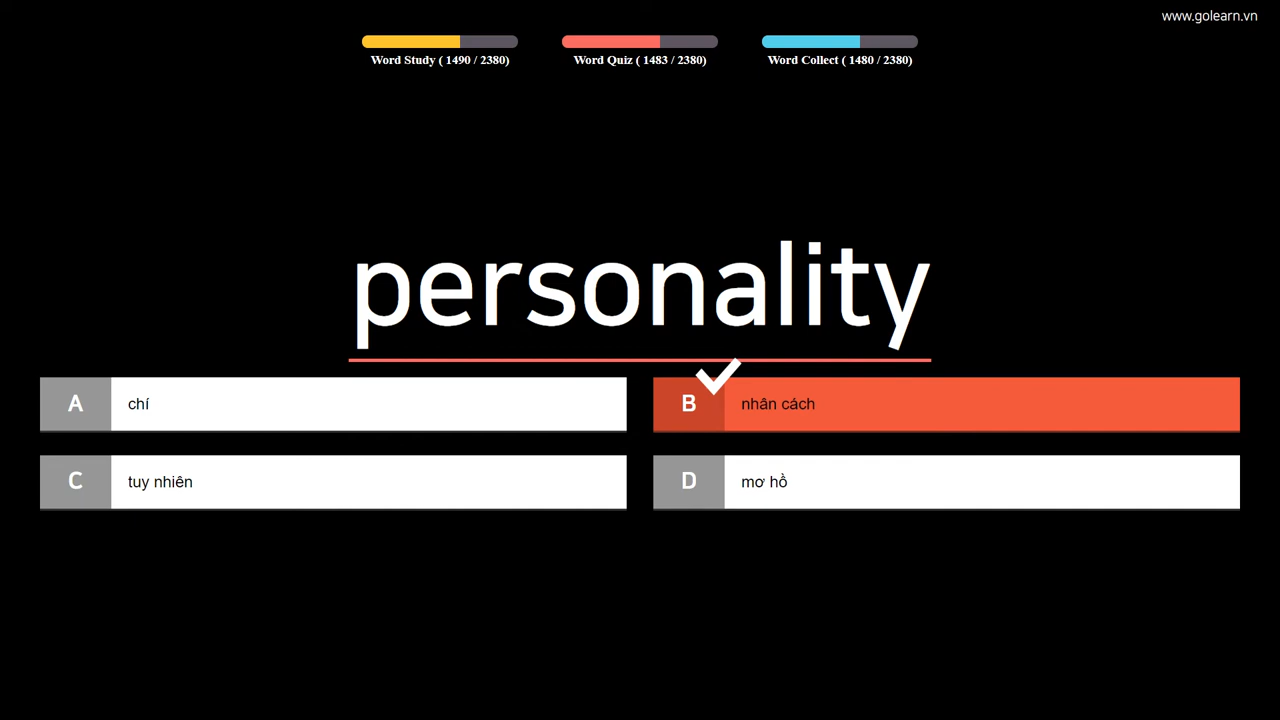 www.golearn.vn
Word Study ( 1490 / 2380)
Word Quiz ( 1483 / 2380)
Word Collect ( 1480 / 2380)
personality
A chí
B nhân cách
C tuy nhiên
D mơ hồ